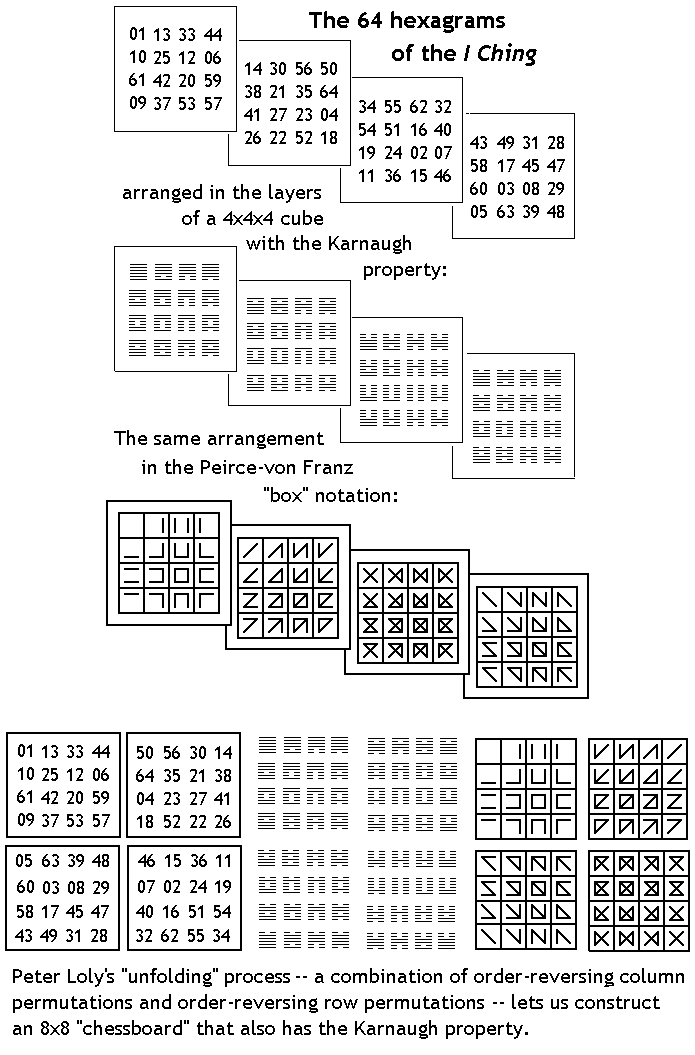 The 64 hexagrams
of the I Ching
01 13 33 44
10 25 12 06
61 42 20 59
09 37 53 57
14 30 56 50
38 21 35 64
41 27 23 04
26 22 52 18
34 55 62 32
54 51 16 40
19 24 02 07
11 36 15 46
43 49 31 28
58 17 45 47
60 03 08 29
05 63 39 48
arranged in the layers
of a 4x4x4 cube
with the Karnaugh
property:
The same arrangement
in the Peirce-von Franz
"box" notation:
01 13 33 44
10 25 12 06
61 42 20 59
09 37 53 57
50 56 30 14
64 35 21 38
04 23 27 41
18 52 22 26
05 63 39 48
60 03 08 29
58 17 45 47
43 49 31 28
46 15 36 11
07 02 24 19
40 16 51 54
32 62 55 34
Peter Loly's "unfolding" process -- a combination of order-reversing column
permutations and order-reversing row permutations -- lets us construct
an 8x8 "chessboard" that also has the Karnaugh property.